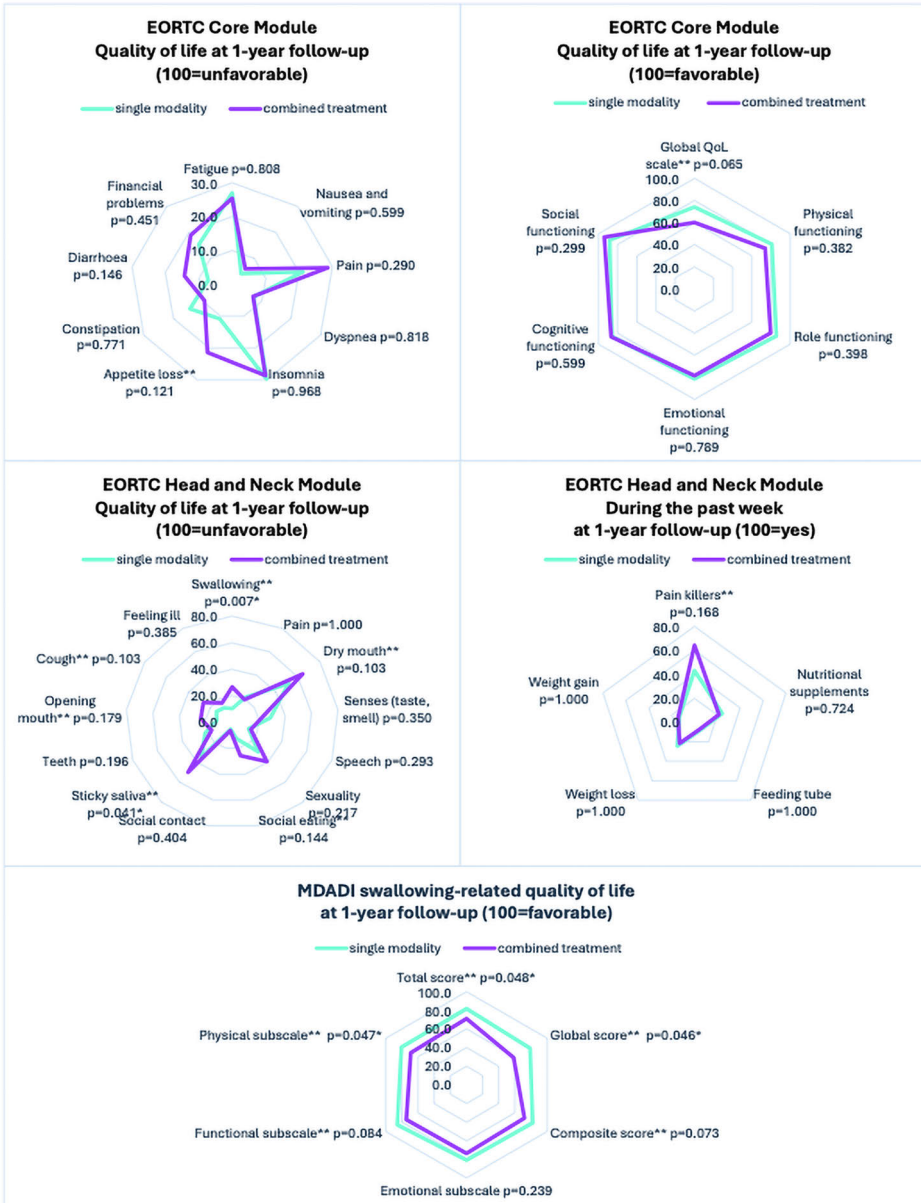 EORTC Core Module
Quality of life at 1-year follow-up
(100=unfavorable)
single modality
combined treatment
Fatigue p=0.808
30.0
20.0
10.0
0.0
Nausea and
vomiting p=0.599
Pain p=0.290
Dyspnea p=0.818
Insomnia
p=0.968
Appetite loss**
p=0.121
Constipation
p=0.771
Diarrhoea
p=0.146
Financial
problems
p=0.451
EORTC Core Module
Quality of life at 1-year follow-up
(100=favorable)
single modality
combined treatment
Global QoL
scale** p=0.065
100.0
80.0
60.0
40.0
20.0
0.0
Physical
functioning
p=0.382
Role functioning
p=0.398
Emotional
functioning
p=0.789
Cognitive
functioning
p=0.599
Social
functioning
p=0.299
EORTC Head and Neck Module
Quality of life at 1-year follow-up
(100=unfavorable)
single modality
combined treatment
Swallowing**
p=0.007*
80.0
60.0
40.0
20.0
0.0
Pain p=1.000
Dry mouth**
p=0.103
Senses (taste,
smell) p=0.350
Speech p=0.293
Sexuality
p=0.217
Social eating**
p=0.144
Social contact
p=0.404
Sticky saliva**
p=0.041*
Teeth p=0.196
Opening
mouth** p=0.179
Cough** p=0.103
Feeling ill
p=0.385
EORTC Head and Neck Module
During the past week
at 1-year follow-up (100=yes)
single modality
combined treatment
Pain killers**
p=0.168
80.0
60.0
40.0
20.0
0.0
Nutritional
supplements
p=0.724
Feeding tube
p=1.000
Weight loss
p=1.000
Weight gain
p=1.000
MDADI swallowing-related quality of life
at 1-year follow-up (100=favorable)
single modality
combined treatment
Total score** p=0.048*
100.0
80.0
60.0
40.0
20.0
0.0
Global score** p=0.046*
Composite score** p=0.073
Emotional subscale p=0.239
Functional subscale** p=0.084
Physical subscale** p=0.047*